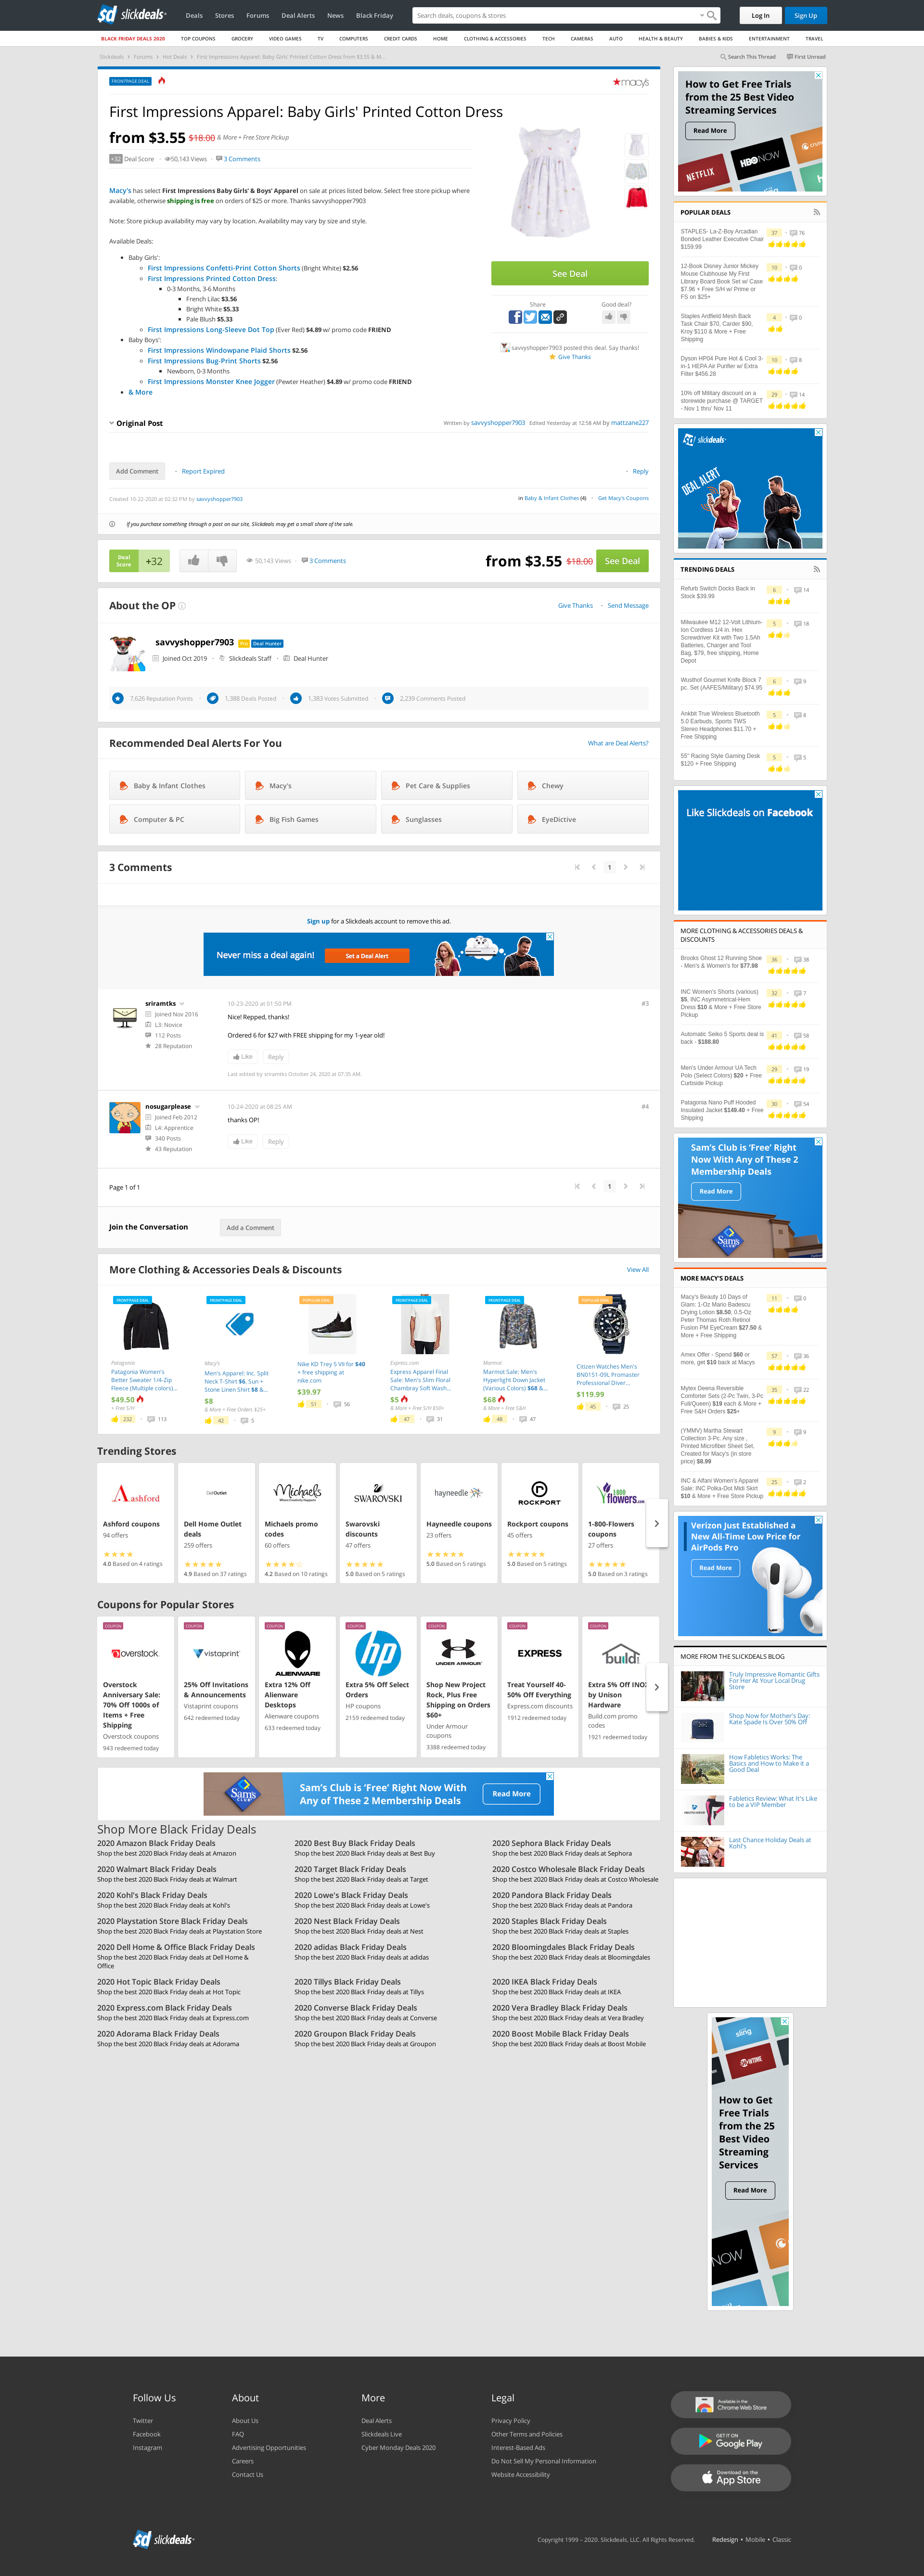 slickdeals
Deals Stores Forums Deal Alerts News Black Friday
Search deals, coupons & stores
Log In Sign Up
BLACK FRIDAY DEALS 2020 TOP COUPONS GROCERY VIDEO GAMES TV COMPUTERS CREDIT CARDS HOME CLOTHING & ACCESSORIES TECH CAMERAS AUTO HEALTH & BEAUTY BABIES & KIDS ENTERTAINMENT TRAVEL
Slickdeals Forums Hot Deals First Impressions Apparel: Baby Girls' Printed Cotton Dress from $3.55 & M...
Search This Thread First Unread
FRONTPAGE DEAL
macys
First Impressions Apparel: Baby Girls' Printed Cotton Dress
from $3.55 $18.00 & More + Free Store Pickup
+32 Deal Score 50,143 Views 3 Comments
Macy's has select First Impressions Baby Girls' & Boys' Apparel on sale at prices listed below. Select free store pickup where
available, otherwise shipping is free on orders of $25 or more. Thanks savvyshopper7903
Note: Store pickup availability may vary by location. Availability may vary by size and style.
Available Deals:
Baby Girls':
First Impressions Confetti-Print Cotton Shorts (Bright White) $2.56
First Impressions Printed Cotton Dress:
0-3 Months, 3-6 Months
French Lilac $3.56
Bright White $5.33
Pale Blush $5.33
First Impressions Long-Sleeve Dot Top (Ever Red) $4.89 w/ promo code FRIEND
Baby Boys':
First Impressions Windowpane Plaid Shorts $2.56
First Impressions Bug-Print Shorts $2.56
Newborn, 0-3 Months
First Impressions Monster Knee Jogger (Pewter Heather) $4.89 w/ promo code FRIEND
& More
See Deal
Share Good deal?
savvyshopper7903 posted this deal. Say thanks!
Give Thanks
Original Post
Written by savvyshopper7903 Edited Yesterday at 12:58 AM by mattzane227
Add Comment Report Expired Reply
Created 10-22-2020 at 02:32 PM by savvyshopper7903
in Baby & Infant Clothes (4) Get Macy's Coupons
If you purchase something through a post on our site, Slickdeals may get a small share of the sale.
Deal Score +32
50,143 Views 3 Comments
from $3.55 $18.00 See Deal
About the OP
Give Thanks Send Message
savvyshopper7903 Pro Deal Hunter
Joined Oct 2019 Slickdeals Staff Deal Hunter
7,626 Reputation Points 1,388 Deals Posted 1,383 Votes Submitted 2,239 Comments Posted
Recommended Deal Alerts For You
What are Deal Alerts?
Baby & Infant Clothes Macy's Pet Care & Supplies Chewy
Computer & PC Big Fish Games Sunglasses EyeDictive
3 Comments
1
Sign up for a Slickdeals account to remove this ad.
Never miss a deal again! Set a Deal Alert
sriramtks
Joined Nov 2016
L3: Novice
112 Posts
28 Reputation
10-23-2020 at 01:50 PM
#3
Nice! Repped, thanks!
Ordered 6 for $27 with FREE shipping for my 1-year old!
Like Reply
Last edited by sriramtks October 24, 2020 at 07:35 AM.
nosugarplease
Joined Feb 2012
L4: Apprentice
340 Posts
43 Reputation
10-24-2020 at 08:25 AM
#4
thanks OP!
Like Reply
Page 1 of 1
1
Join the Conversation Add a Comment
More Clothing & Accessories Deals & Discounts
View All
FRONTPAGE DEAL
Patagonia
Patagonia Women's
Better Sweater 1/4 Zip
Fleece (Multiple colors)...
$49.50
+ Free S/H
232 113
FRONTPAGE DEAL
Macy's
Men's Apparel: Inc. Split
Neck T-Shirt $6, Sun +
Stone Linen Shirt $8 &...
$8
& More + Free Orders $25+
42 5
POPULAR DEAL
Nike KD Trey 5 VII for $40
+ free shipping at
nike.com
$39.97
51 56
FRONTPAGE DEAL
Express.com
Express Apparel Final
Sale: Men's Slim Floral
Chambray Soft Wash...
$5
& More + Free S/H $50+
47 31
FRONTPAGE DEAL
Marmot
Marmot Sale: Men's
Hyperlight Down Jacket
(Various Colors) $68 &...
$68
& More + Free S&H
48 47
POPULAR DEAL
Citizen Watches Men's
BN0151-09L Promaster
Professional Diver...
$119.99
45 25
Trending Stores
Ashford
Ashford coupons
94 offers
4.0 Based on 4 ratings
Dell Outlet
Dell Home Outlet
deals
259 offers
4.9 Based on 37 ratings
Michaels
Michaels promo
codes
60 offers
4.2 Based on 10 ratings
SWAROVSKI
Swarovski
discounts
47 offers
5.0 Based on 5 ratings
hayneedle
Hayneedle coupons
23 offers
5.0 Based on 5 ratings
ROCKPORT
Rockport coupons
45 offers
5.0 Based on 5 ratings
1 800 flowers.com
1-800-Flowers
coupons
27 offers
5.0 Based on 3 ratings
Coupons for Popular Stores
COUPON
overstock.
Overstock
Anniversary Sale:
70% Off 1000s of
Items + Free
Shipping
Overstock coupons
943 redeemed today
COUPON
vistaprint
25% Off Invitations
& Announcements
Vistaprint coupons
642 redeemed today
COUPON
ALIENWARE
Extra 12% Off
Alienware
Desktops
Alienware coupons
633 redeemed today
COUPON
hp
Extra 5% Off Select
Orders
HP coupons
2159 redeemed today
COUPON
UNDER ARMOUR
Shop New Project
Rock, Plus Free
Shipping on Orders
$60+
Under Armour
coupons
3388 redeemed today
COUPON
EXPRESS
Treat Yourself 40-
50% Off Everything
Express.com discounts
1912 redeemed today
COUPON
build
Extra 5% Off INOX
by Unison
Hardware
Build.com promo
codes
1921 redeemed today
Sam's Club is 'Free' Right Now With
Any of These 2 Membership Deals
Read More
Shop More Black Friday Deals
2020 Amazon Black Friday Deals
Shop the best 2020 Black Friday deals at Amazon
2020 Best Buy Black Friday Deals
Shop the best 2020 Black Friday deals at Best Buy
2020 Sephora Black Friday Deals
Shop the best 2020 Black Friday deals at Sephora
2020 Walmart Black Friday Deals
Shop the best 2020 Black Friday deals at Walmart
2020 Target Black Friday Deals
Shop the best 2020 Black Friday deals at Target
2020 Costco Wholesale Black Friday Deals
Shop the best 2020 Black Friday deals at Costco Wholesale
2020 Kohl's Black Friday Deals
Shop the best 2020 Black Friday deals at Kohl's
2020 Lowe's Black Friday Deals
Shop the best 2020 Black Friday deals at Lowe's
2020 Pandora Black Friday Deals
Shop the best 2020 Black Friday deals at Pandora
2020 Playstation Store Black Friday Deals
Shop the best 2020 Black Friday deals at Playstation Store
2020 Nest Black Friday Deals
Shop the best 2020 Black Friday deals at Nest
2020 Staples Black Friday Deals
Shop the best 2020 Black Friday deals at Staples
2020 Dell Home & Office Black Friday Deals
Shop the best 2020 Black Friday deals at Dell Home &
Office
2020 adidas Black Friday Deals
Shop the best 2020 Black Friday deals at adidas
2020 Bloomingdales Black Friday Deals
Shop the best 2020 Black Friday deals at Bloomingdales
2020 Hot Topic Black Friday Deals
Shop the best 2020 Black Friday deals at Hot Topic
2020 Tillys Black Friday Deals
Shop the best 2020 Black Friday deals at Tillys
2020 IKEA Black Friday Deals
Shop the best 2020 Black Friday deals at IKEA
2020 Express.com Black Friday Deals
Shop the best 2020 Black Friday deals at Express.com
2020 Converse Black Friday Deals
Shop the best 2020 Black Friday deals at Converse
2020 Vera Bradley Black Friday Deals
Shop the best 2020 Black Friday deals at Vera Bradley
2020 Adorama Black Friday Deals
Shop the best 2020 Black Friday deals at Adorama
2020 Groupon Black Friday Deals
Shop the best 2020 Black Friday deals at Groupon
2020 Boost Mobile Black Friday Deals
Shop the best 2020 Black Friday deals at Boost Mobile
How to Get Free Trials
from the 25 Best Video
Streaming Services
Read More
NETFLIX HBO NOW
POPULAR DEALS
STAPLES- La-Z-Boy Arcadian
Bonded Leather Executive Chair
$159.99
37 76
12-Book Disney Junior Mickey
Mouse Clubhouse My First
Library Board Book Set w/ Case
$7.96 + Free S/H w/ Prime or
FS on $25+
10 0
Staples Ardfield Mesh Back
Task Chair $70, Carder $90,
Kroy $110 & More + Free
Shipping
4 0
Dyson HP04 Pure Hot & Cool 3-
in-1 HEPA Air Purifier w/ Extra
Filter $456.28
10 8
10% off Military discount on a
storewide purchase @ TARGET
- Nov 1 thru' Nov 11
29 14
slickdeals
DEAL ALERT
TRENDING DEALS
Refurb Switch Docks Back in
Stock $39.99
6 14
Milwaukee M12 12-Volt Lithium-
Ion Cordless 1/4 in. Hex
Screwdriver Kit with Two 1.5Ah
Batteries, Charger and Tool
Bag, $79, free shipping, Home
Depot
5 18
Wusthof Gourmet Knife Block 7
pc. Set (AAFES/Military) $74.95
6 9
Ankbit True Wireless Bluetooth
5.0 Earbuds, Sports TWS
Stereo Headphones $11.70 +
Free Shipping
5 8
55" Racing Style Gaming Desk
$120 + Free Shipping
5 5
Like Slickdeals on Facebook
MORE CLOTHING & ACCESSORIES DEALS &
DISCOUNTS
Brooks Ghost 12 Running Shoe
- Men's & Women's for $77.98
36 38
INC Women's Shorts (various)
$5, INC Asymmetrical-Hem
Dress $10 & More + Free Store
Pickup
32 7
Automatic Seiko 5 Sports deal is
back - $188.80
41 58
Men's Under Armour UA Tech
Polo (Select Colors) $20 + Free
Curbside Pickup
29 19
Patagonia Nano Puff Hooded
Insulated Jacket $149.40 + Free
Shipping
30 54
Sam's Club is 'Free' Right
Now With Any of These 2
Membership Deals
Read More
Sam's CLUB
MORE MACY'S DEALS
Macy's Beauty 10 Days of
Glam: 1-Oz Mario Badescu
Drying Lotion $8.50, 0.5-Oz
Peter Thomas Roth Retinol
Fusion PM EyeCream $27.50 &
More + Free Shipping
11 0
Amex Offer - Spend $60 or
more, get $10 back at Macys
57 36
Mytex Deena Reversible
Comforter Sets (2-Pc Twin, 3-Pc
Full/Queen) $19 each & More +
Free S&H Orders $25+
35 22
(YMMV) Martha Stewart
Collection 3-Pc. Any size ,
Printed Microfiber Sheet Set,
Created for Macy's {in store
price} $8.99
9 9
INC & Alfani Women's Apparel
Sale: INC Polka-Dot Midi Skirt
$10 & More + Free Store Pickup
25 2
Verizon Just Established a
New All-Time Low Price for
AirPods Pro
Read More
MORE FROM THE SLICKDEALS BLOG
Truly Impressive Romantic Gifts
For Her At Your Local Drug
Store
Shop Now for Mother's Day:
Kate Spade Is Over 50% Off
How Fabletics Works: The
Basics and How to Make it a
Good Deal
Fabletics Review: What It's Like
to be a VIP Member
Last Chance Holiday Deals at
Kohl's
sling
SHOWTIME
How to Get
Free Trials
from the 25
Best Video
Streaming
Services
Read More
NOW
Follow Us
Twitter
Facebook
Instagram
About
About Us
FAQ
Advertising Opportunities
Careers
Contact Us
More
Deal Alerts
Slickdeals Live
Cyber Monday Deals 2020
Legal
Privacy Policy
Other Terms and Policies
Interest-Based Ads
Do Not Sell My Personal Information
Website Accessibility
Available in the
Chrome Web Store
GET IT ON
Google Play
Download on the
App Store
slickdeals
Copyright 1999 – 2020. Slickdeals, LLC. All Rights Reserved. Redesign • Mobile • Classic